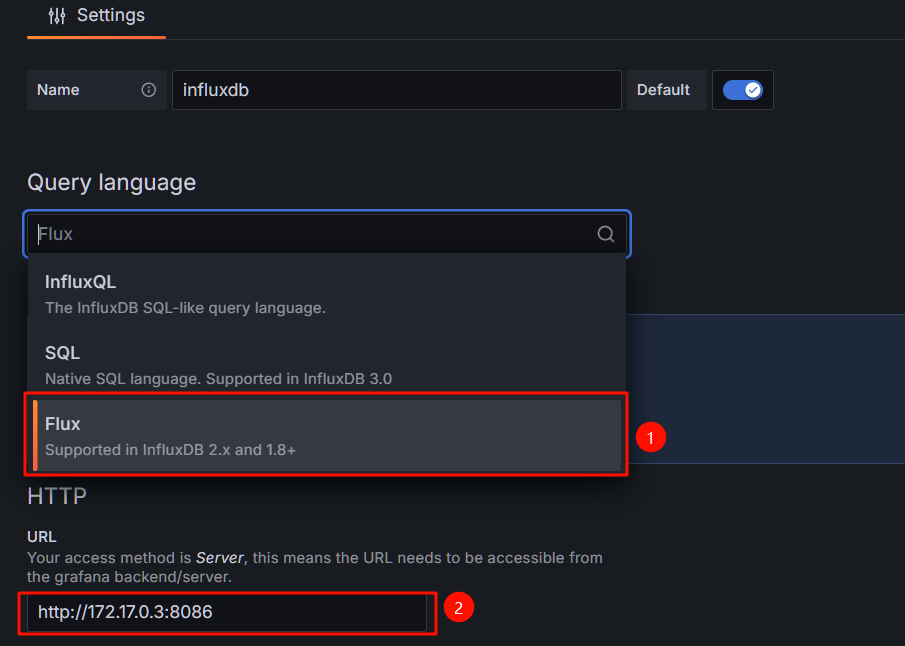 Settings
Name
influxdb
Default
Query language
Flux
InfluxQL
The InfluxDB SQL-like query language.
SQL
Native SQL language. Supported in InfluxDB 3.0
Flux
Supported in InfluxDB 2.x and 1.8+
1
HTTP
URL
Your access method is Server, this means the URL needs to be accessible from
the grafana backend/server.
http://172.17.0.3:8086
2